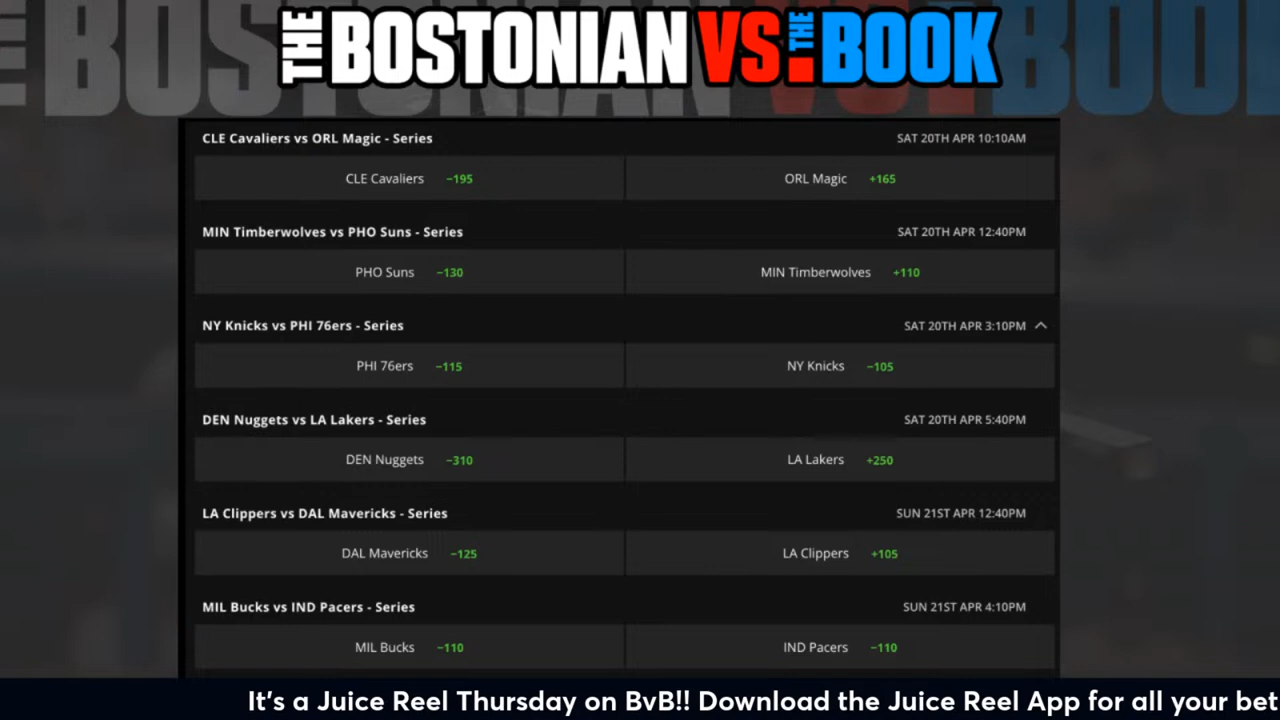 THE BOSTONIAN VS. THE BOOK
CLE Cavaliers vs ORL Magic - Series SAT 20TH APR 10:10AM
CLE Cavaliers −195 ORL Magic +165
MIN Timberwolves vs PHO Suns - Series SAT 20TH APR 12:40PM
PHO Suns −130 MIN Timberwolves +110
NY Knicks vs PHI 76ers - Series SAT 20TH APR 3:10PM
PHI 76ers −115 NY Knicks −105
DEN Nuggets vs LA Lakers - Series SAT 20TH APR 5:40PM
DEN Nuggets −310 LA Lakers +250
LA Clippers vs DAL Mavericks - Series SUN 21ST APR 12:40PM
DAL Mavericks −125 LA Clippers +105
MIL Bucks vs IND Pacers - Series SUN 21ST APR 4:10PM
MIL Bucks −110 IND Pacers −110
It's a Juice Reel Thursday on BvB!! Download the Juice Reel App for all your bet